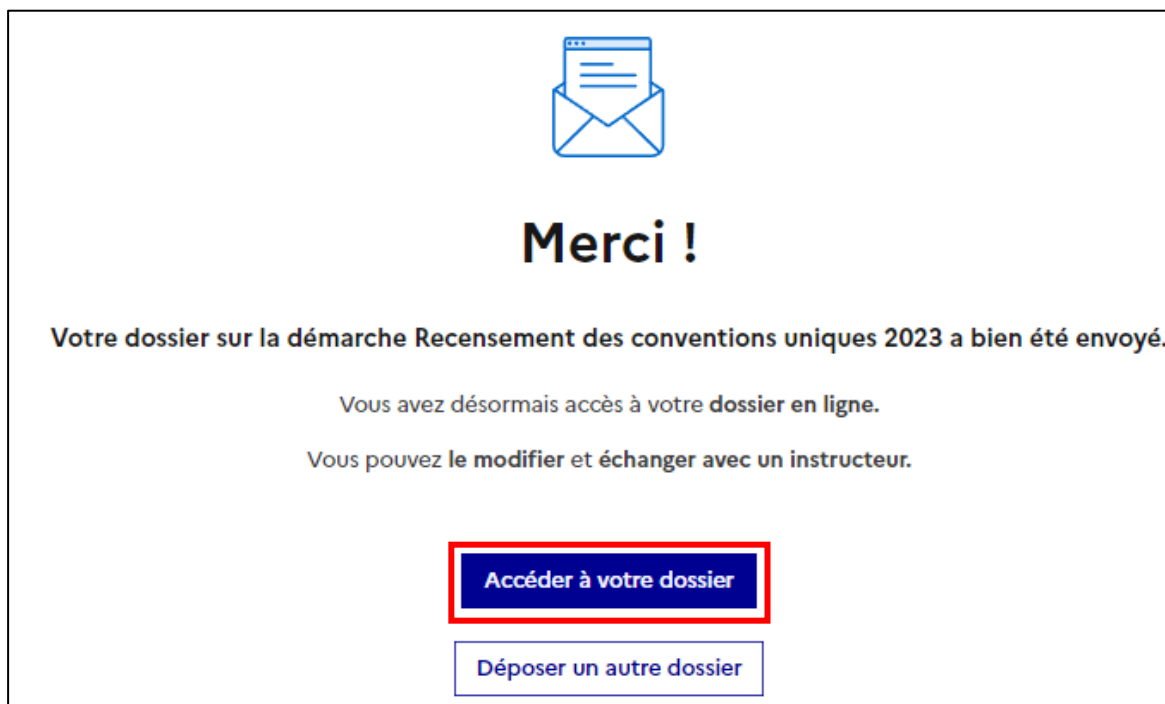 Merci !
Votre dossier sur la démarche Recensement des conventions uniques 2023 a bien été envoyé.
Vous avez désormais accès à votre dossier en ligne.
Vous pouvez le modifier et échanger avec un instructeur.
Accéder à votre dossier
Déposer un autre dossier